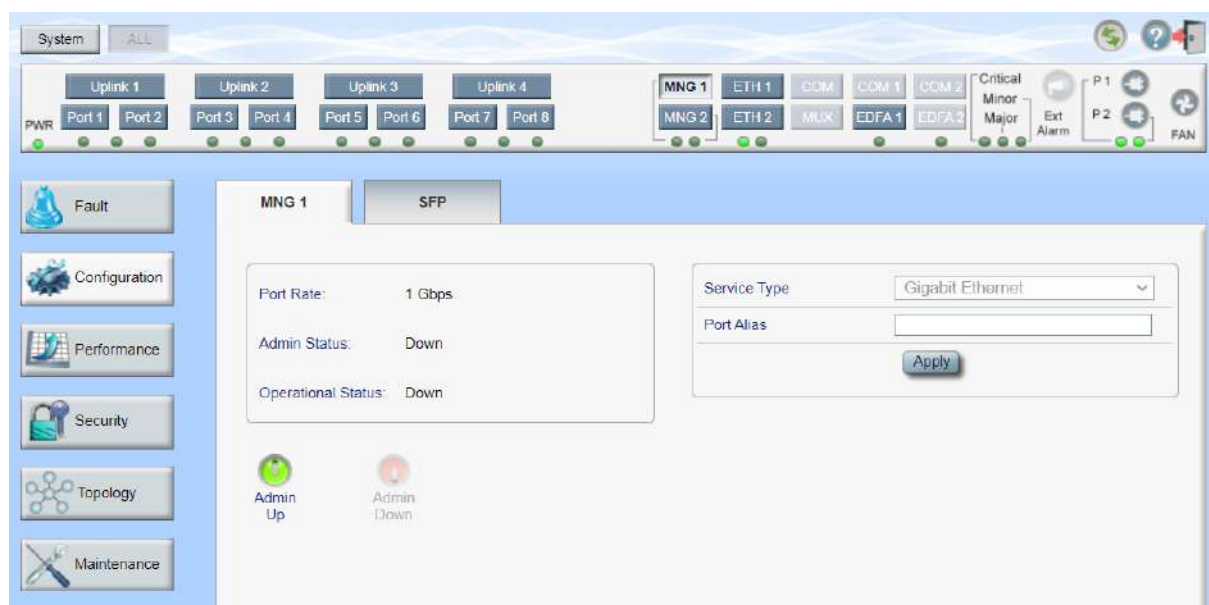 System ALL
Uplink 1 Uplink 2 Uplink 3 Uplink 4 MNG 1 ETH 1 COM COM 1 COM 2 Critical P1
Minor
PWR Port 1 Port 2 Port 3 Port 4 Port 5 Port 6 Port 7 Port 8 MNG 2 ETH 2 MUX EDFA 1 EDFA 2 Major Ext P2
Alarm FAN
Fault
Configuration
Performance
Security
Topology
Maintenance
MNG 1 SFP
Port Rate: 1 Gbps
Admin Status: Down
Operational Status: Down
Service Type Gigabit Ethernet
Port Alias
Apply
Admin Admin
Up Down